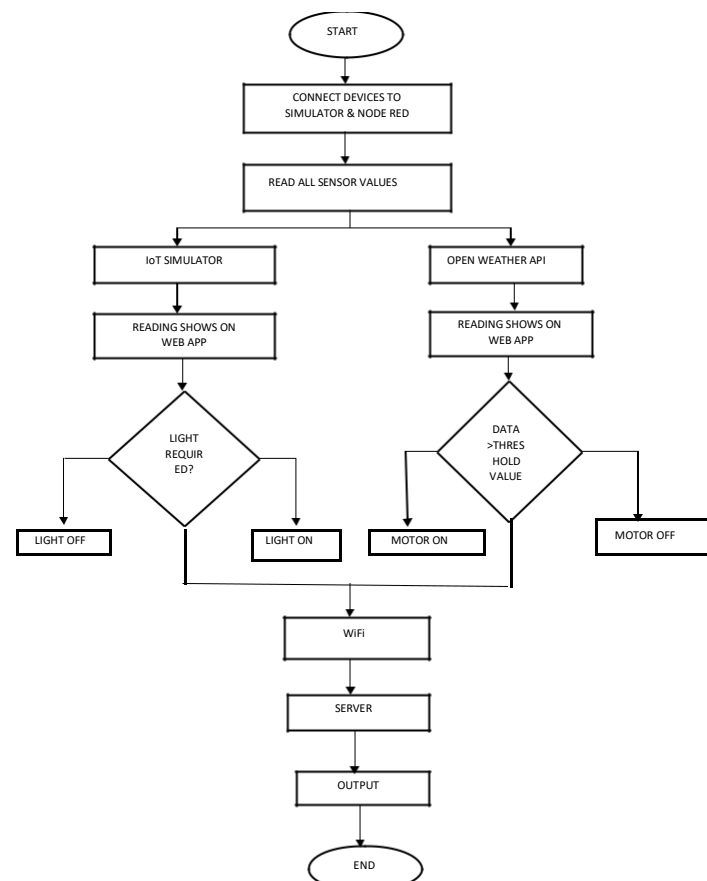 START
CONNECT DEVICES TO
SIMULATOR & NODE RED
READ ALL SENSOR VALUES
IoT SIMULATOR
OPEN WEATHER API
READING SHOWS ON
WEB APP
READING SHOWS ON
WEB APP
LIGHT
REQUIR
ED?
DATA
>THRES
HOLD
VALUE
LIGHT OFF
LIGHT ON
MOTOR ON
MOTOR OFF
WiFi
SERVER
OUTPUT
END